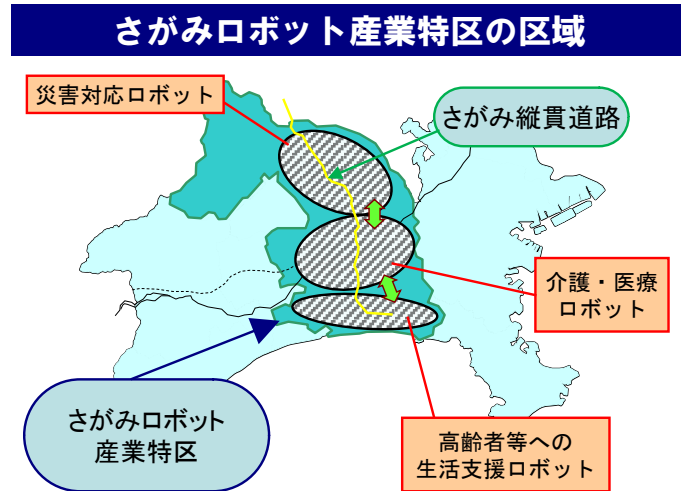 さがみロボット産業特区の区域
災害対応ロボット
さがみ縦貫道路
介護・医療
ロボット
さがみロボット
産業特区
高齢者等への
生活支援ロボット